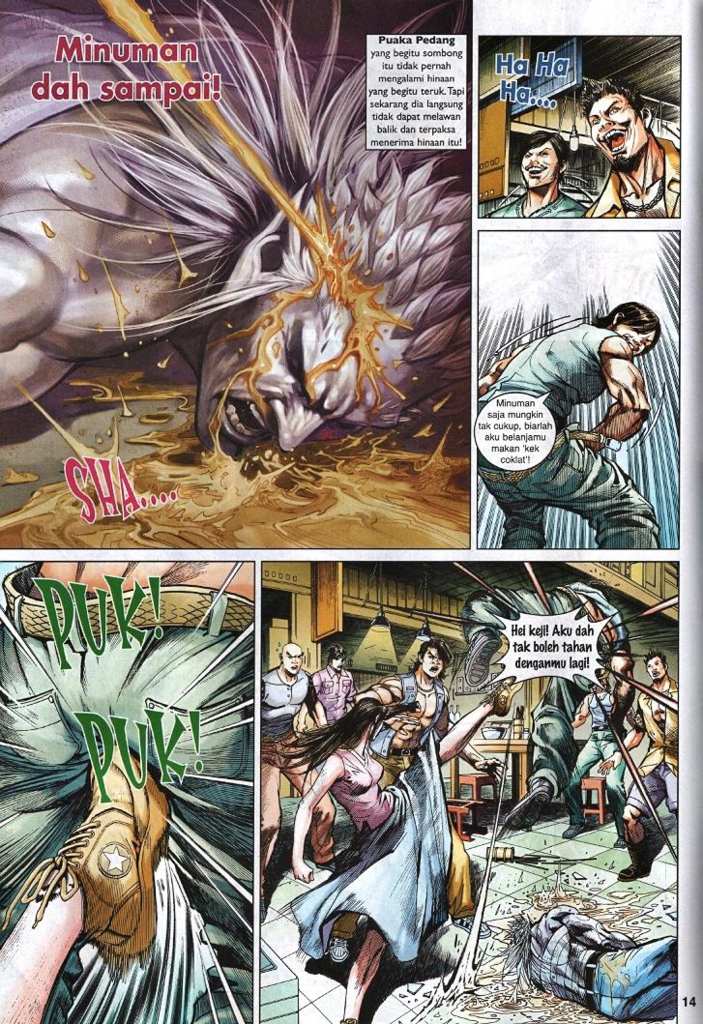 Minuman
dah sampai!
Puaka Pedang
yang begitu sombong
itu tidak pernah
mengalami hinaan
yang begitu teruk. Tapi
sekarang dia langsung
tidak dapat melawan
balik dan terpaksa
menerima hinaan itu!
Ha Ha
Ha....
SHA....
Minuman
saja mungkin
tak cukup, biarlah
aku belanjamu
makan 'kek
coklat'!
PUK!
PUK!
Hei keji! Aku dah
tak boleh tahan
denganmu lagi!
14